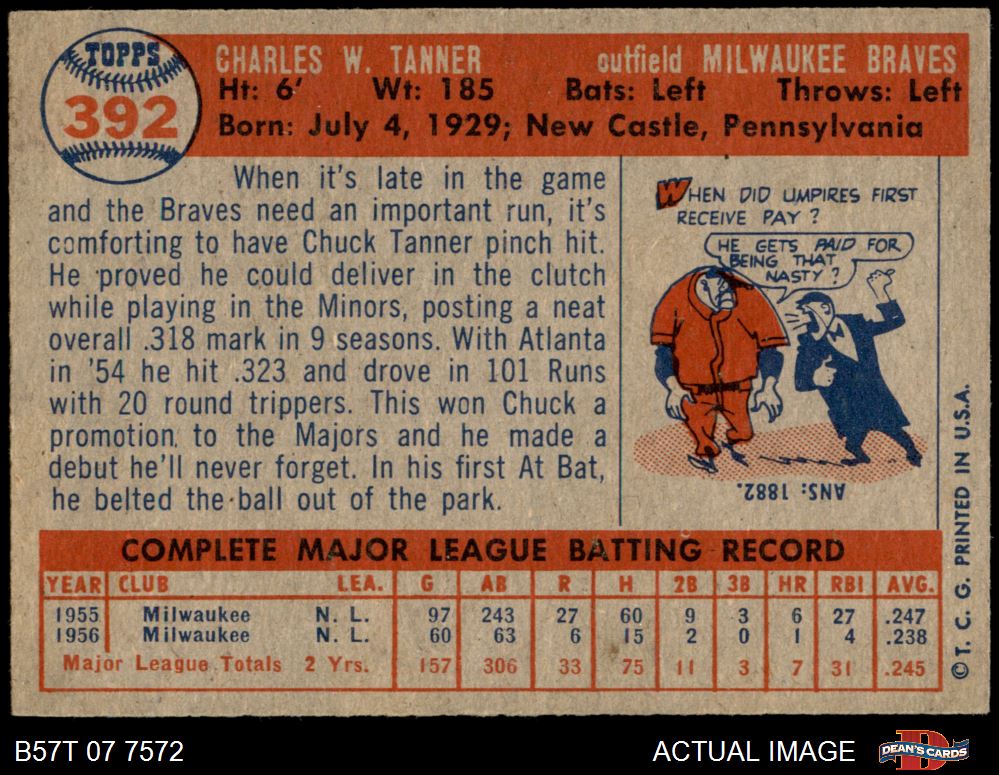 TOPPS
392
CHARLES W. TANNER outfield MILWAUKEE BRAVES
Ht: 6' Wt: 185 Bats: Left Throws: Left
Born: July 4, 1929; New Castle, Pennsylvania
When it's late in the game
and the Braves need an important run, it's
comforting to have Chuck Tanner pinch hit.
He proved he could deliver in the clutch
while playing in the Minors, posting a neat
overall .318 mark in 9 seasons. With Atlanta
in '54 he hit .323 and drove in 101 Runs
with 20 round trippers. This won Chuck a
promotion to the Majors and he made a
debut he'll never forget. In his first At Bat,
he belted the ball out of the park.
WHEN DID UMPIRES FIRST
RECEIVE PAY?
HE GETS PAID FOR
BEING THAT
NASTY?
ANS: 1882.
COMPLETE MAJOR LEAGUE BATTING RECORD
YEAR CLUB LEA. G AB R H 2B 3B HR RBI AVG.
1955 Milwaukee N. L. 97 243 27 60 9 3 6 27 .247
1956 Milwaukee N. L. 60 63 6 15 2 0 1 4 .238
Major League Totals 2 Yrs. 157 306 33 75 11 3 7 31 .245
© T. C. G. PRINTED IN U.S.A.
B57T 07 7572 ACTUAL IMAGE
D
DEAN'S CARDS